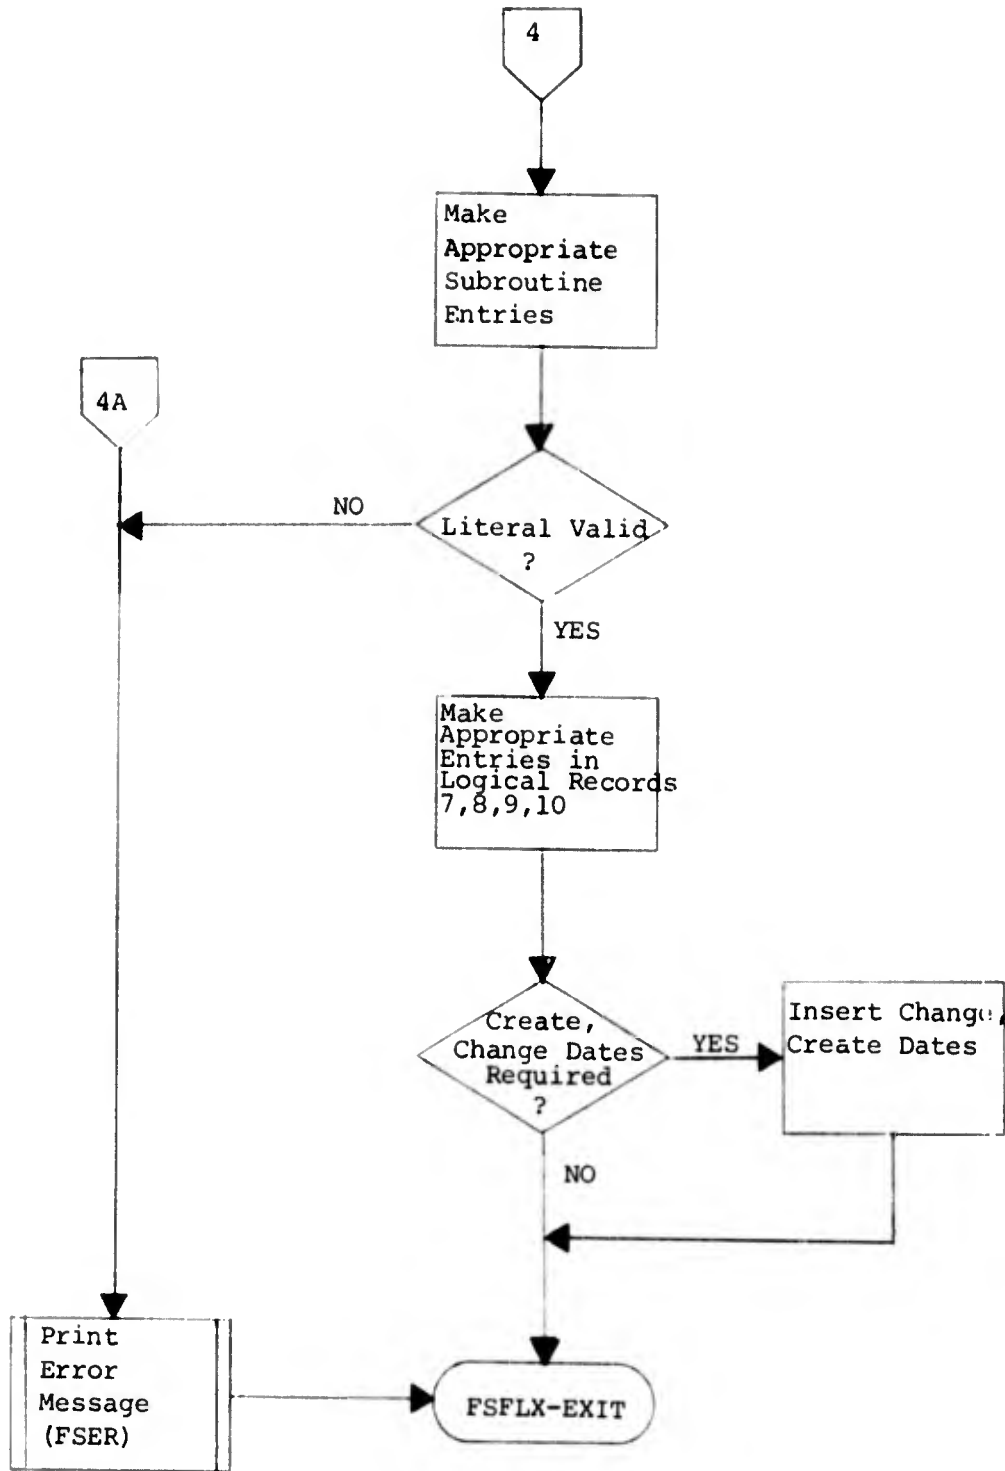 4
Make
Appropriate
Subroutine
Entries
4A
NO
Literal Valid
?
YES
Make
Appropriate
Entries in
Logical Records
7,8,9,10
Create,
Change Dates
Required
?
YES
Insert Change,
Create Dates
NO
Print
Error
Message
(FSER)
FSFLX-EXIT